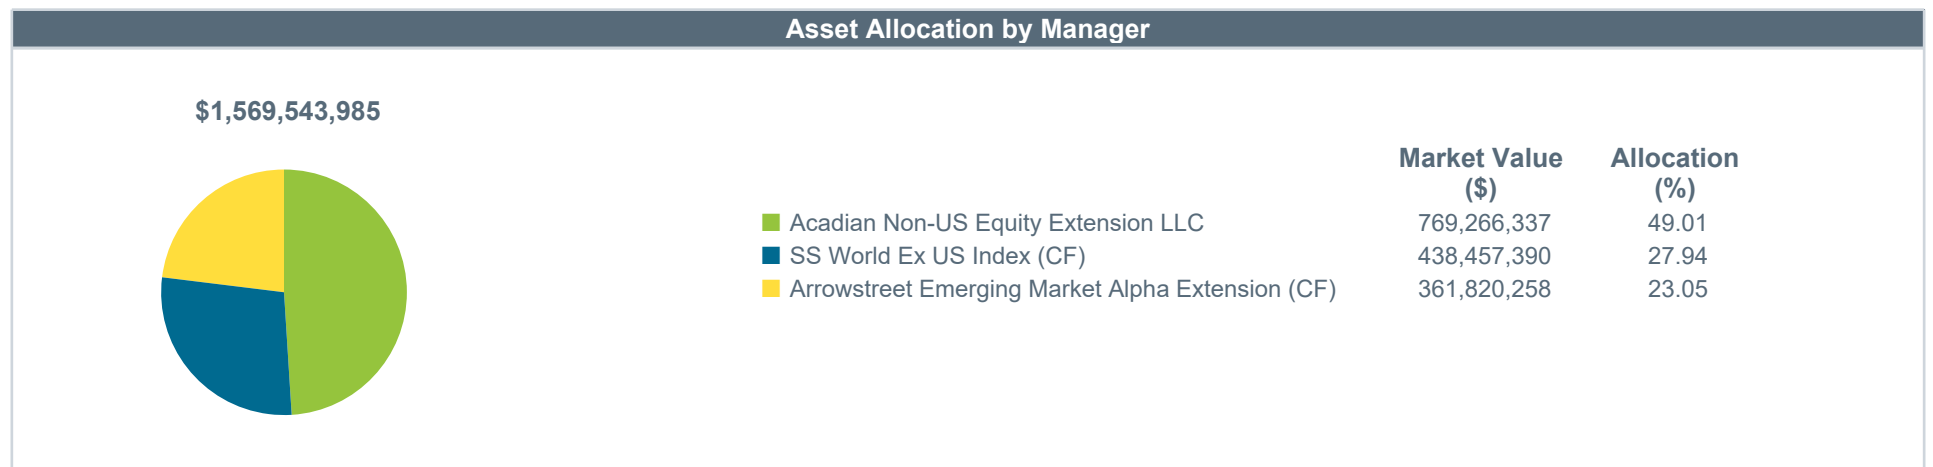 Asset Allocation by Manager
$1,569,543,985
Market Value Allocation
($) (%)
Acadian Non-US Equity Extension LLC 769,266,337 49.01
SS World Ex US Index (CF) 438,457,390 27.94
Arrowstreet Emerging Market Alpha Extension (CF) 361,820,258 23.05